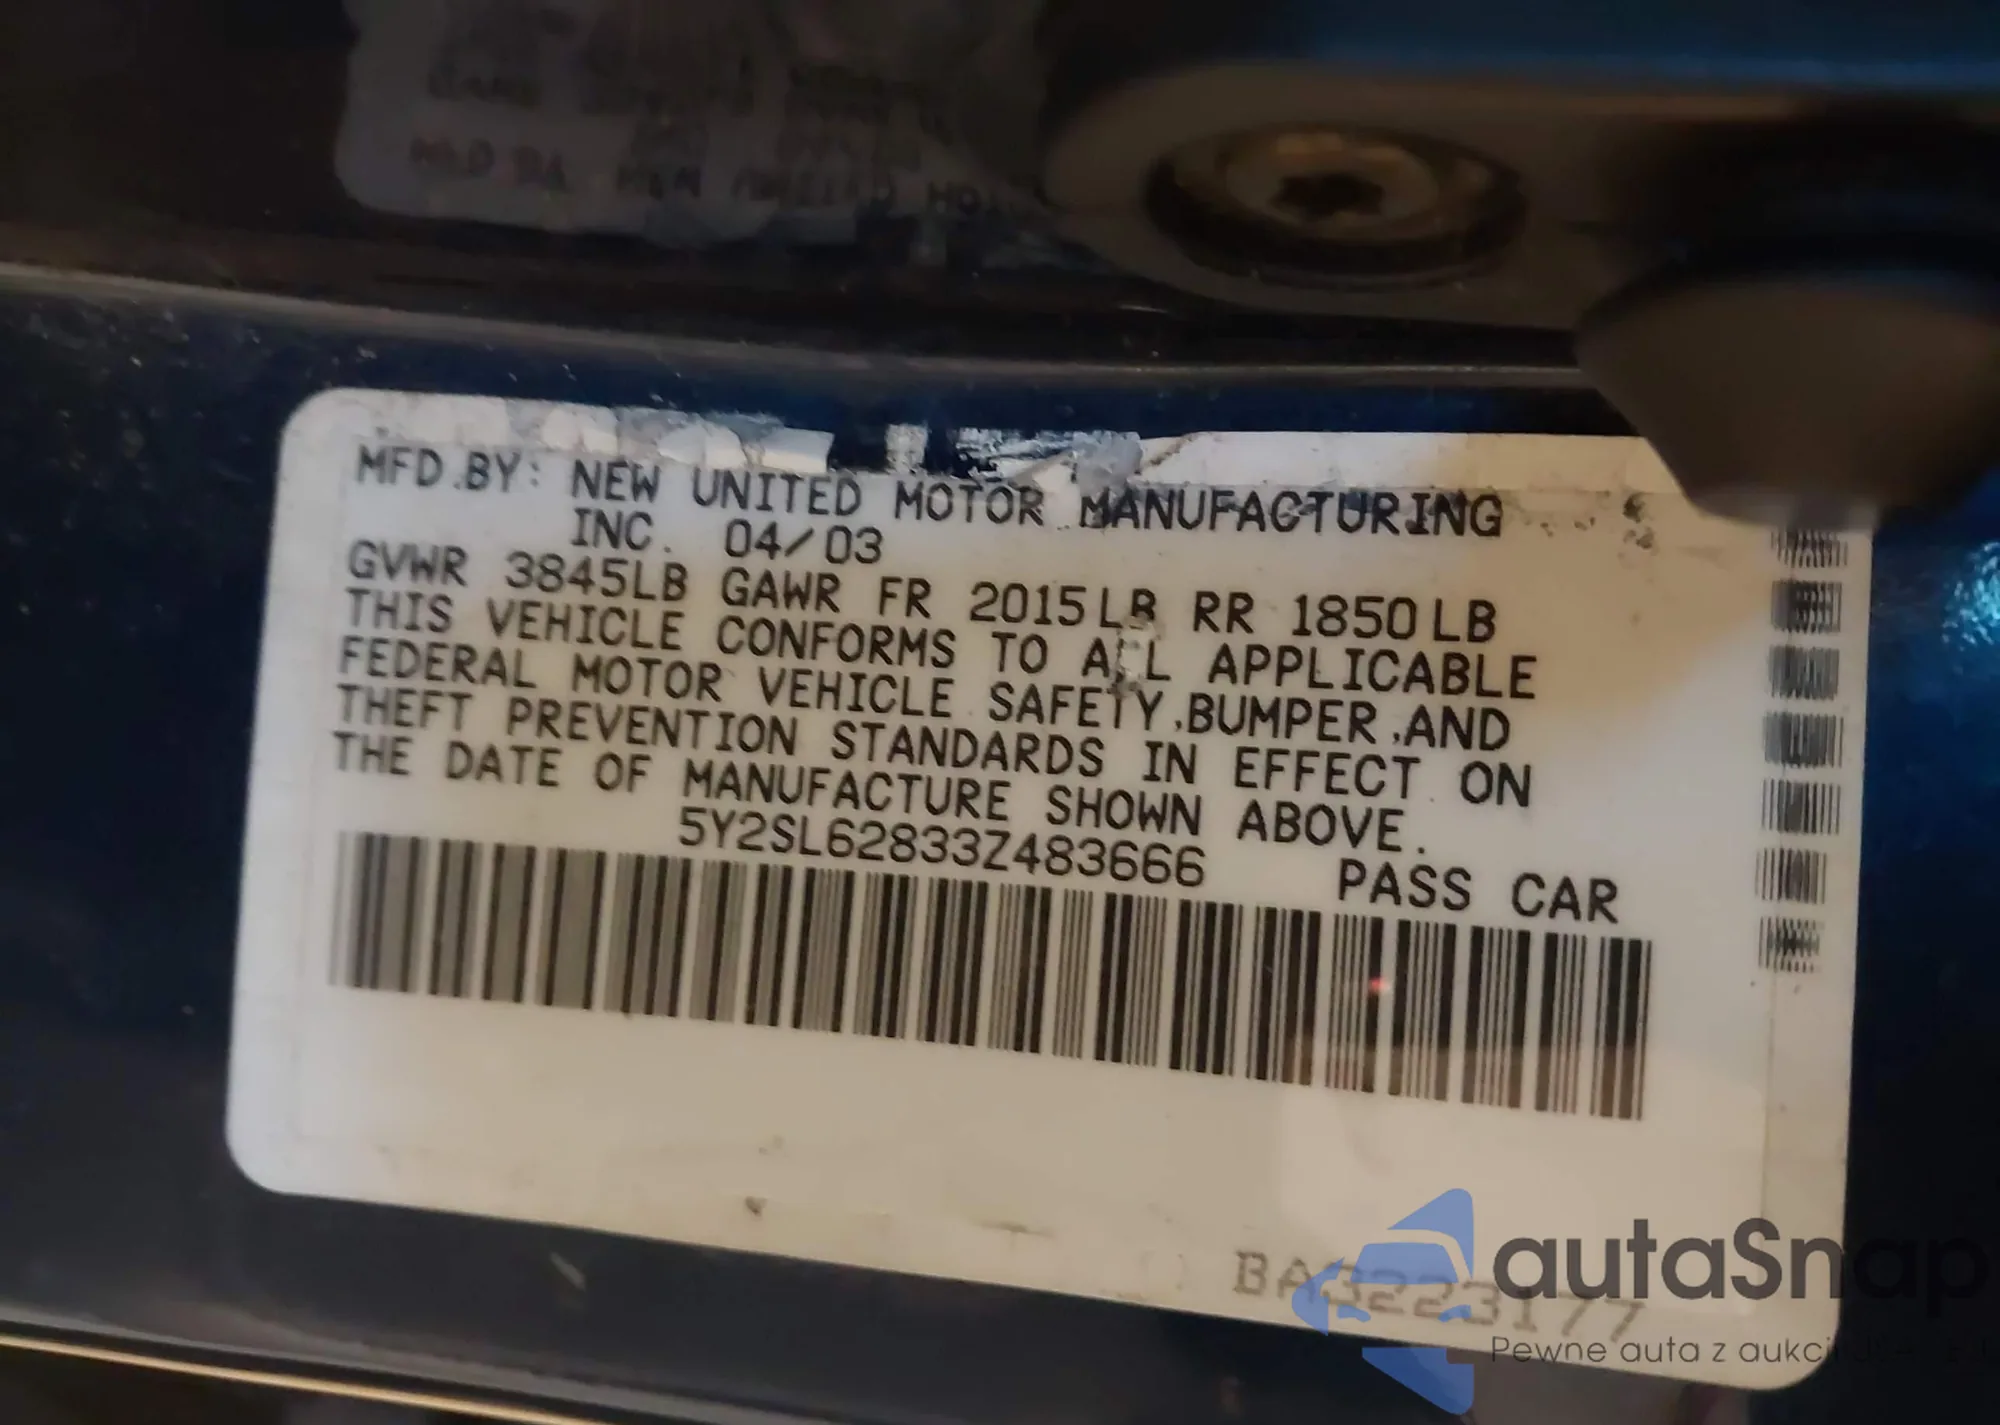 MFD.BY: NEW UNITED MOTOR MANUFACTURING
INC. 04/03
GVWR 3845LB GAWR FR 2015LB RR 1850LB
THIS VEHICLE CONFORMS TO ALL APPLICABLE
FEDERAL MOTOR VEHICLE SAFETY,BUMPER,AND
THEFT PREVENTION STANDARDS IN EFFECT ON
THE DATE OF MANUFACTURE SHOWN ABOVE.
5Y2SL62833Z483666 PASS CAR
BA3223177
autaSnap
Pewne auta z